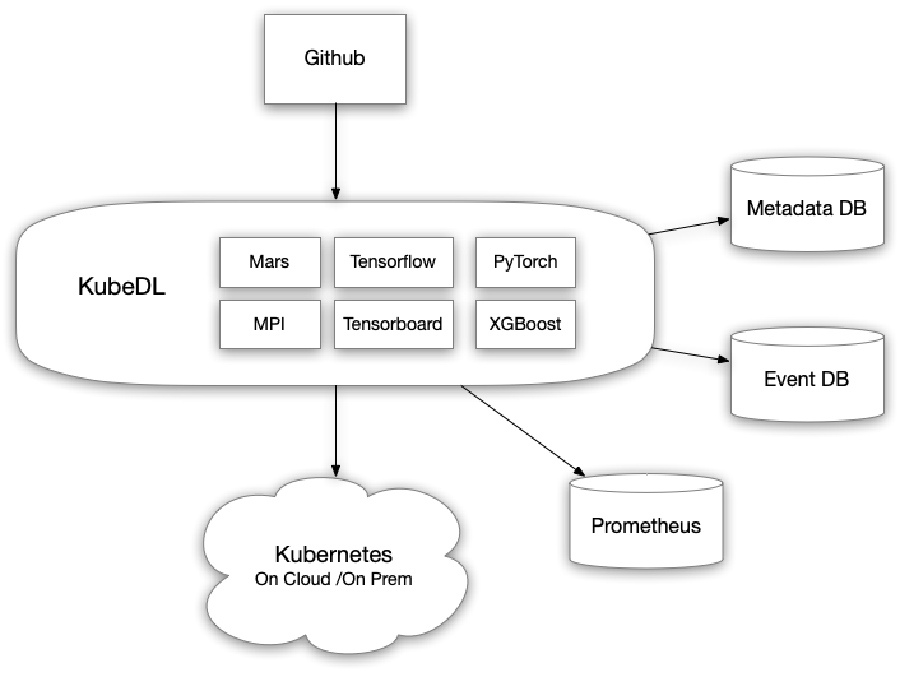 Github
Metadata DB
KubeDL
Mars
Tensorflow
PyTorch
MPI
Tensorboard
XGBoost
Event DB
Prometheus
Kubernetes
On Cloud /On Prem